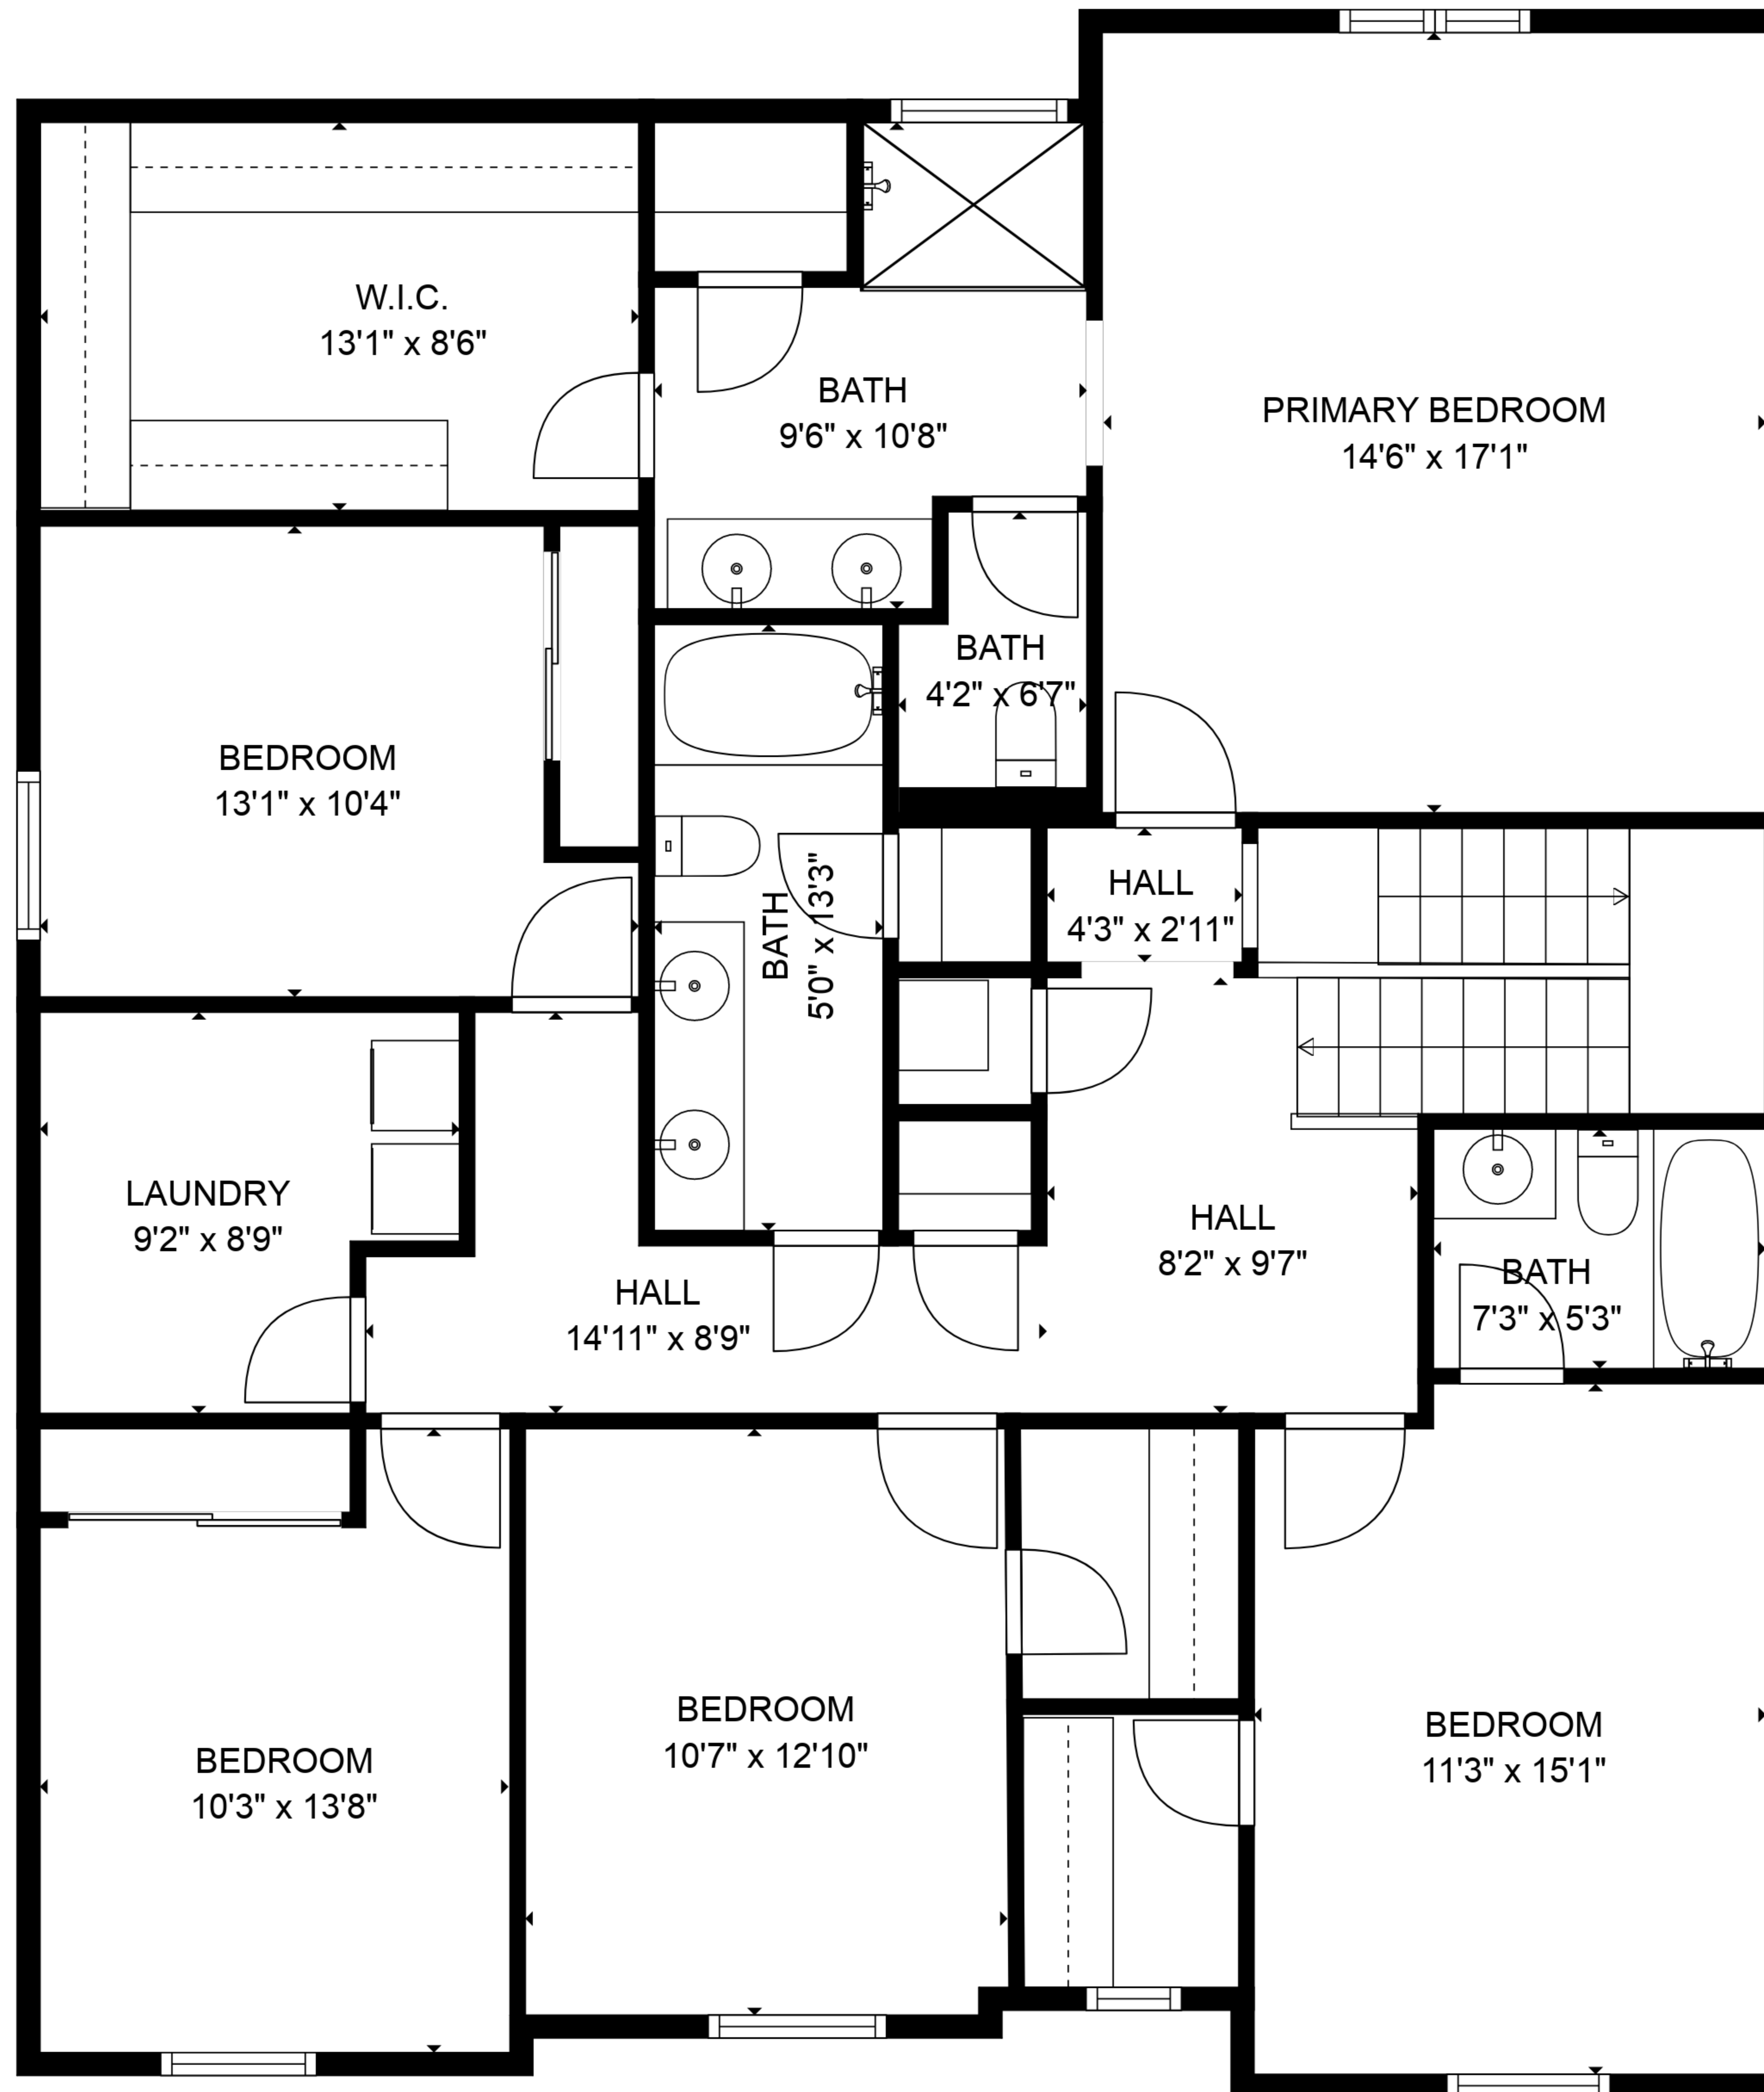 W.I.C.
13'1" x 8'6"
BATH
9'6" x 10'8"
PRIMARY BEDROOM
14'6" x 17'1"
BATH
4'2" x 6'7"
BEDROOM
13'1" x 10'4"
BATH
5'0" x 13'3"
HALL
4'3" x 2'11"
LAUNDRY
9'2" x 8'9"
HALL
14'11" x 8'9"
HALL
8'2" x 9'7"
BATH
7'3" x 5'3"
BEDROOM
10'3" x 13'8"
BEDROOM
10'7" x 12'10"
BEDROOM
11'3" x 15'1"